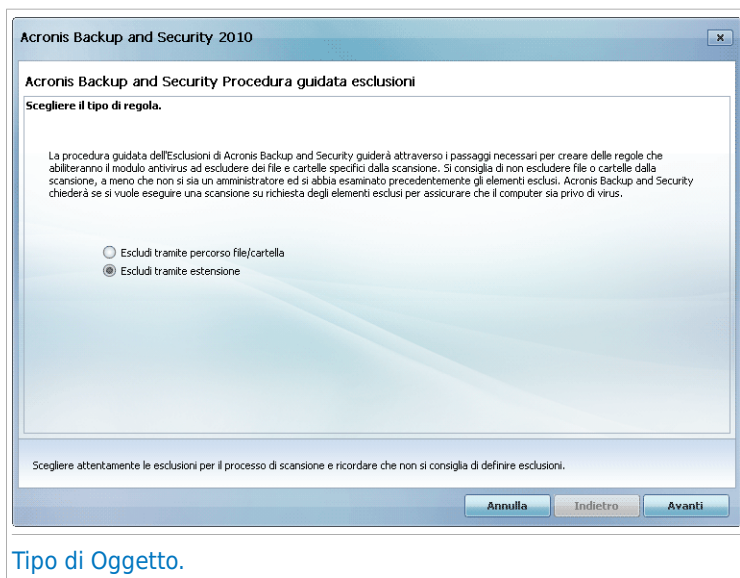 Acronis Backup and Security 2010
Acronis Backup and Security Procedura guidata esclusioni
Scegliere il tipo di regola.
La procedura guidata dell'Esclusioni di Acronis Backup and Security guiderà attraverso i passaggi necessari per creare delle regole che
abiliteranno il modulo antivirus ad escludere dei file e cartelle specifici dalla scansione. Si consiglia di non escludere file o cartelle dalla
scansione, a meno che non si sia un amministratore ed si abbia esaminato precedentemente gli elementi esclusi. Acronis Backup and Security
chiederà se si vuole eseguire una scansione su richiesta degli elementi esclusi per assicurare che il computer sia privo di virus.
Escludi tramite percorso file/cartella
Escludi tramite estensione
Scegliere attentamente le esclusioni per il processo di scansione e ricordare che non si consiglia di definire esclusioni.
Annulla Indietro Avanti
Tipo di Oggetto.